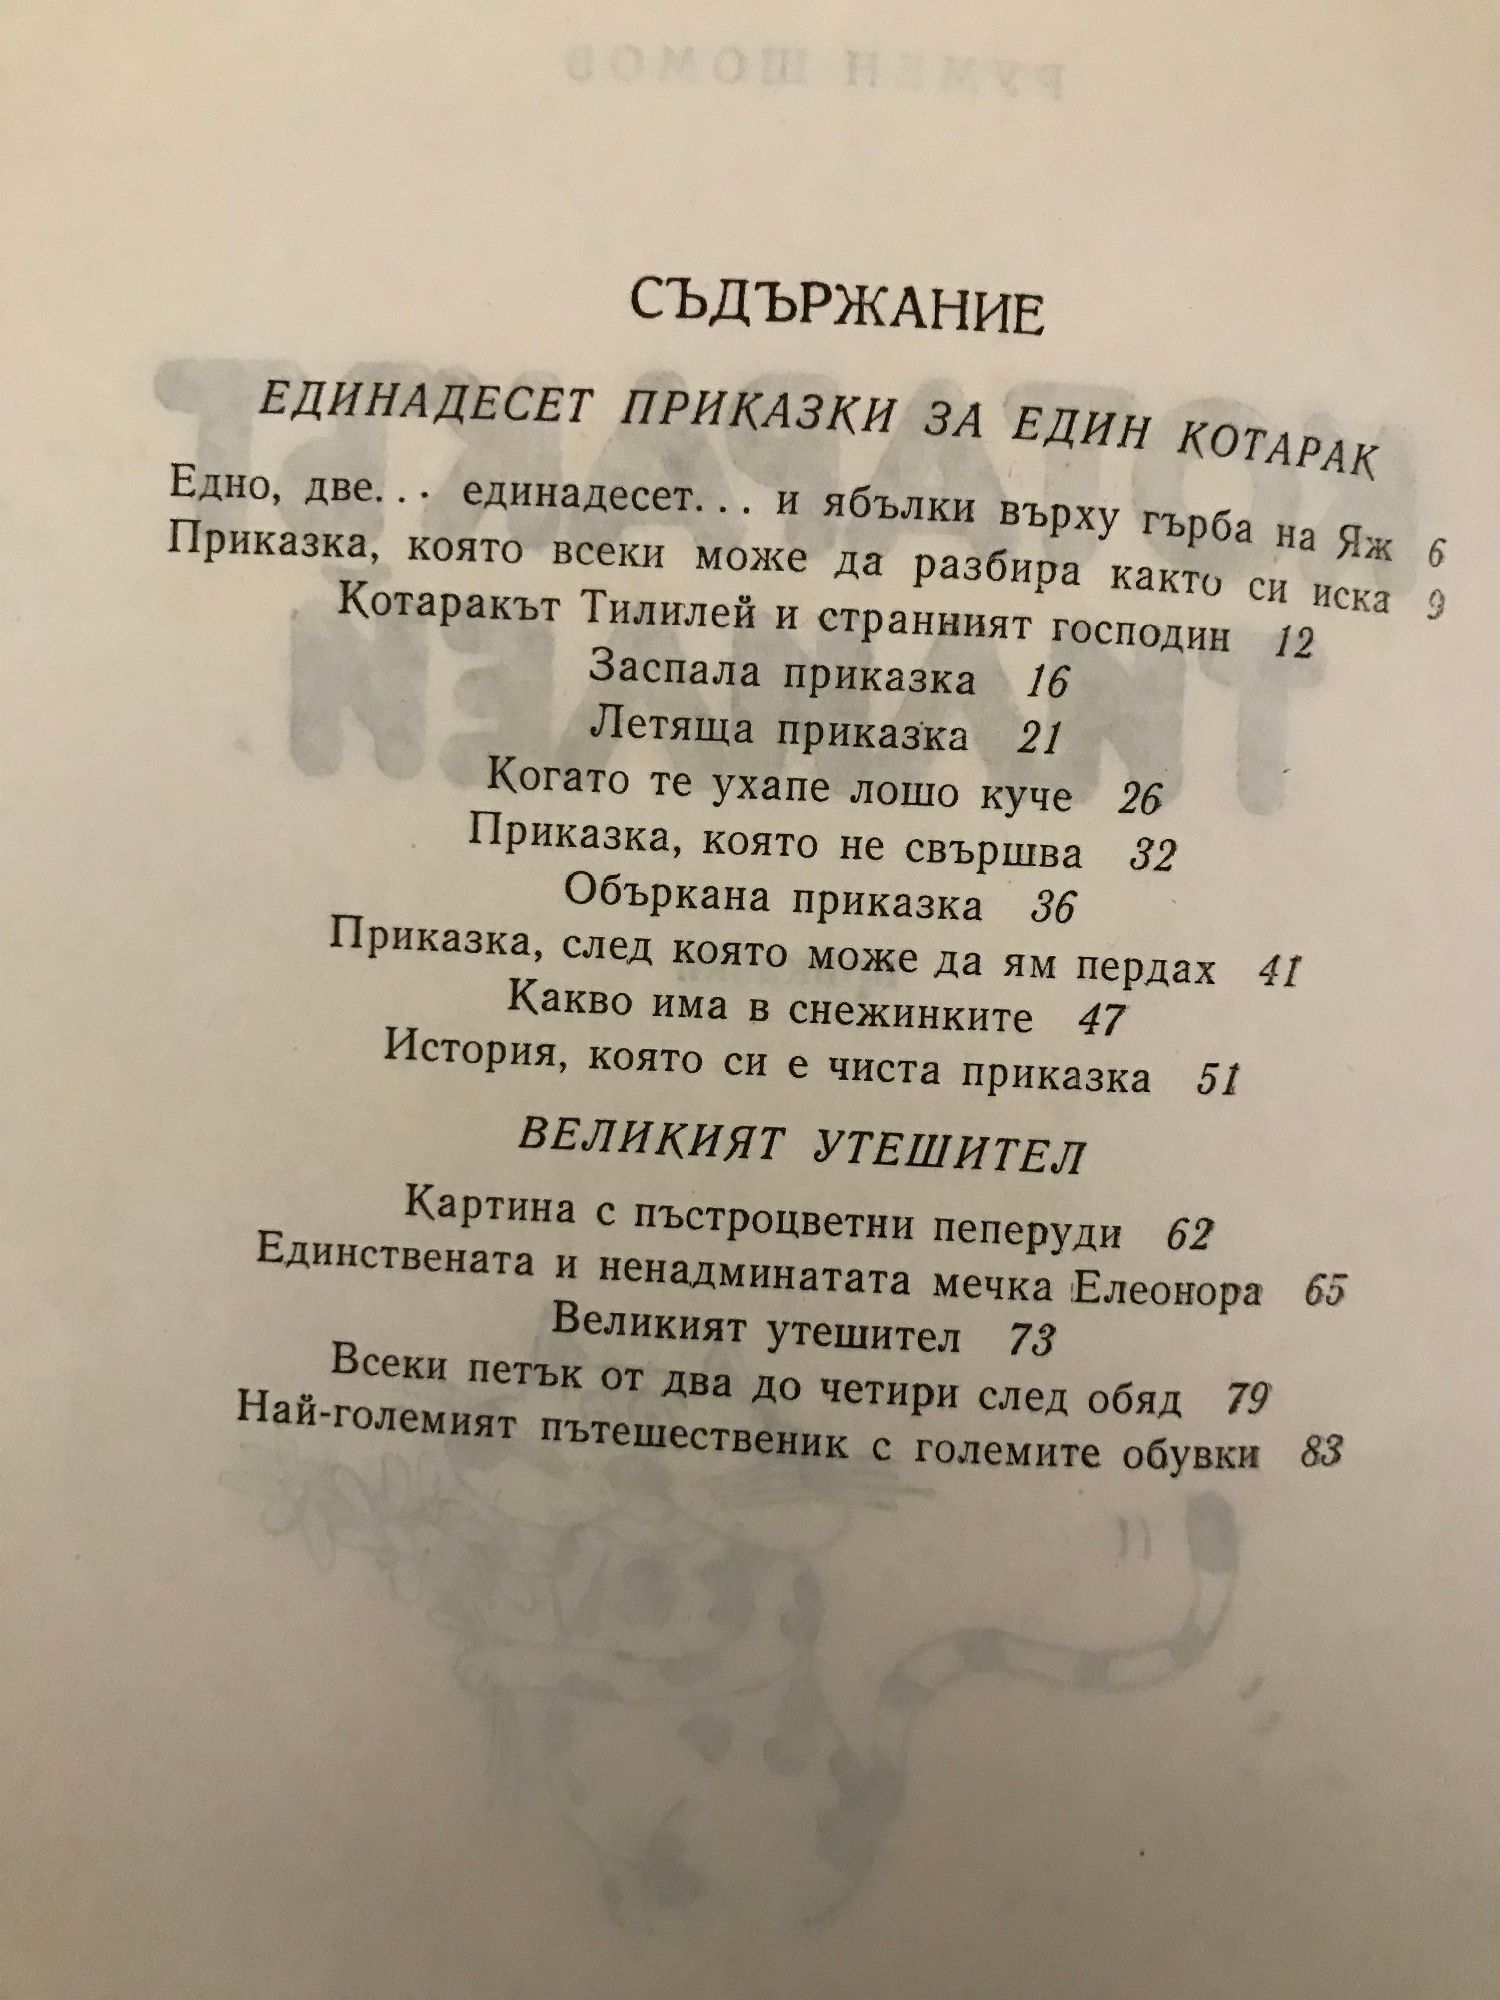 РУМЕН ШОМОВ
СЪДЪРЖАНИЕ
ЕДИНАДЕСЕТ ПРИКАЗКИ ЗА ЕДИН КОТАРАК
Едно, две... единадесет... и ябълки върху гърба на Яж 6
Приказка, която всеки може да разбира както си иска 9
Котаракът Тилилей и странният господин 12
Заспала приказка 16
Летяща приказка 21
Когато те ухапе лошо куче 26
Приказка, която не свършва 32
Объркана приказка 36
Приказка, след която може да ям пердах 41
Какво има в снежинките 47
История, която си е чиста приказка 51
ВЕЛИКИЯТ УТЕШИТЕЛ
Картина с пъстроцветни пеперуди 62
Единствената и ненадминатата мечка Елеонора 65
Великият утешител 73
Всеки петък от два до четири след обяд 79
Най-големият пътешественик с големите обувки 83